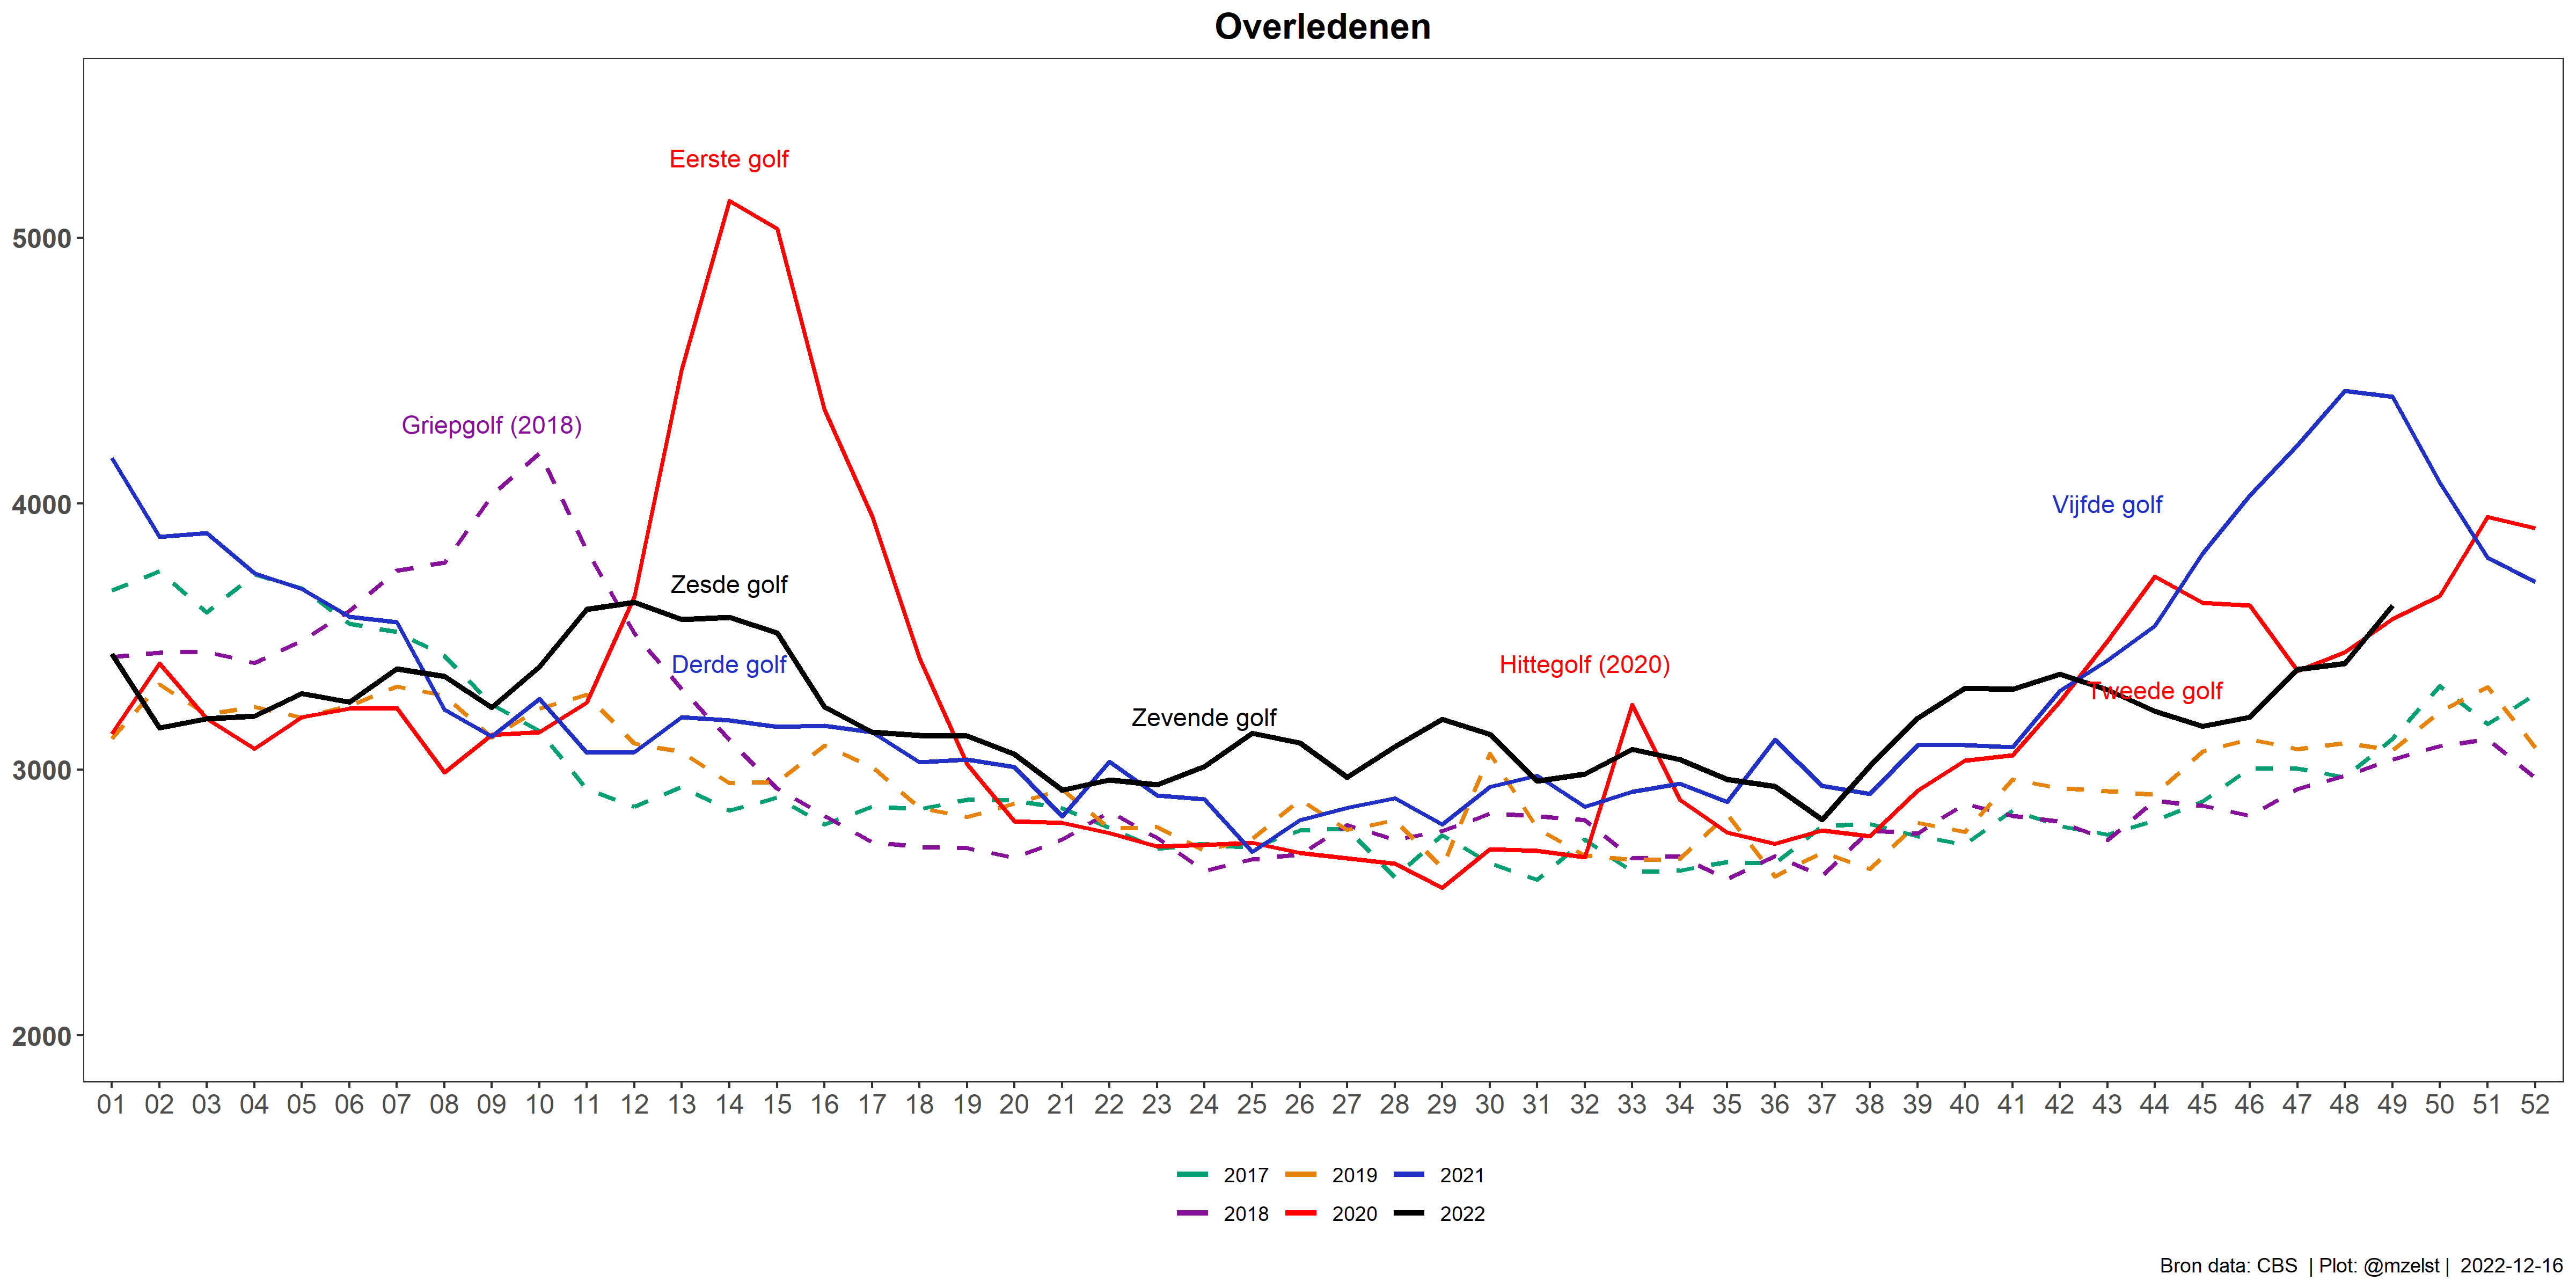 Overledenen
Eerste golf
5000
Griepgolf (2018)
4000
Vijfde golf
Zesde golf
Derde golf
Hittegolf (2020)
Tweede golf
Zevende golf
3000
2000
01 02 03 04 05 06 07 08 09 10 11 12 13 14 15 16 17 18 19 20 21 22 23 24 25 26 27 28 29 30 31 32 33 34 35 36 37 38 39 40 41 42 43 44 45 46 47 48 49 50 51 52
2017 2019 2021
2018 2020 2022
Bron data: CBS | Plot: @mzelst | 2022-12-16